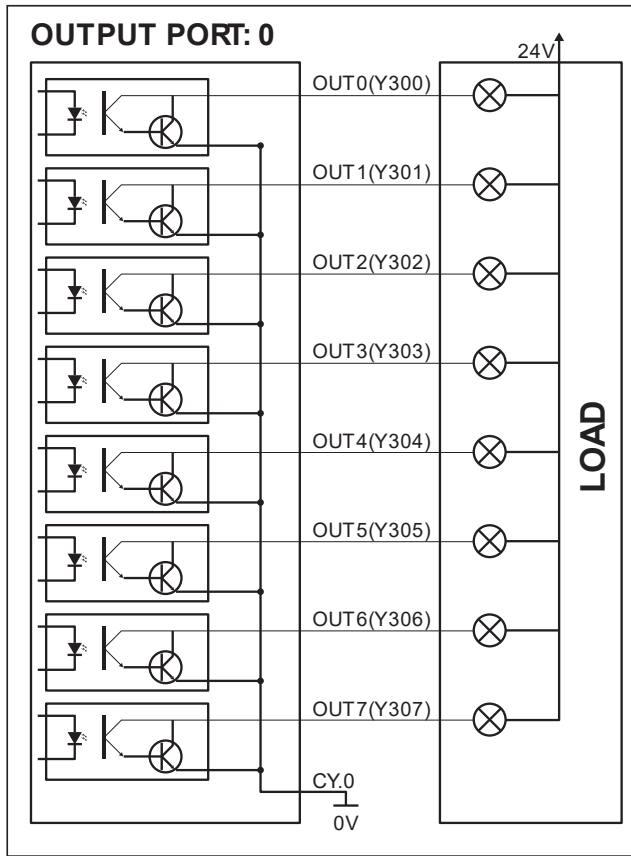 OUTPUT PORT: 0
24V
OUT0(Y300)
OUT1(Y301)
OUT2(Y302)
OUT3(Y303)
OUT4(Y304)
OUT5(Y305)
OUT6(Y306)
OUT7(Y307)
LOAD
CY.0
0V